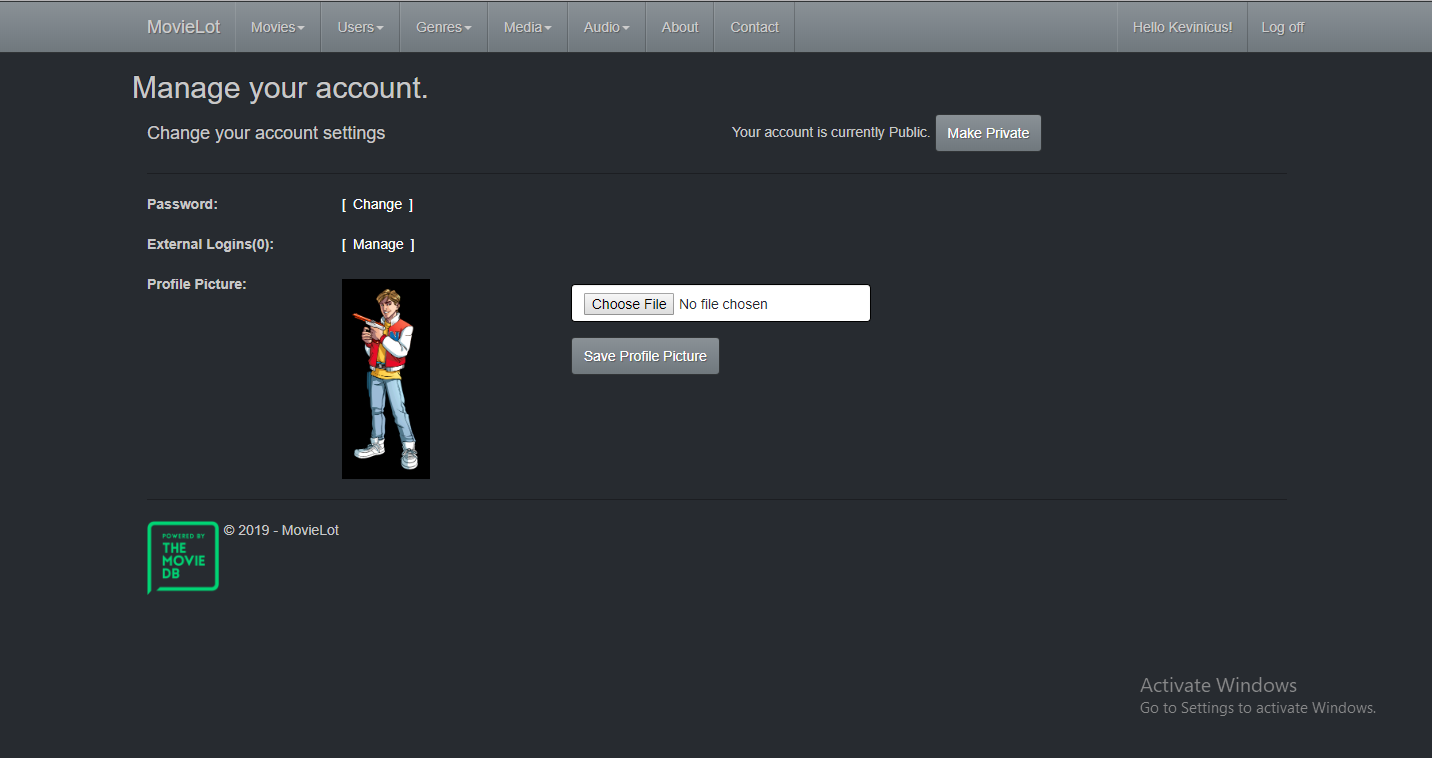 MovieLot Movies Users Genres Media Audio About Contact Hello Kevinicus! Log off
Manage your account.
Change your account settings Your account is currently Public. Make Private
Password: [ Change ]
External Logins(0): [ Manage ]
Profile Picture:
Choose File No file chosen
Save Profile Picture
POWERED BY
THE
MOVIE
DB
© 2019 - MovieLot
Activate Windows
Go to Settings to activate Windows.